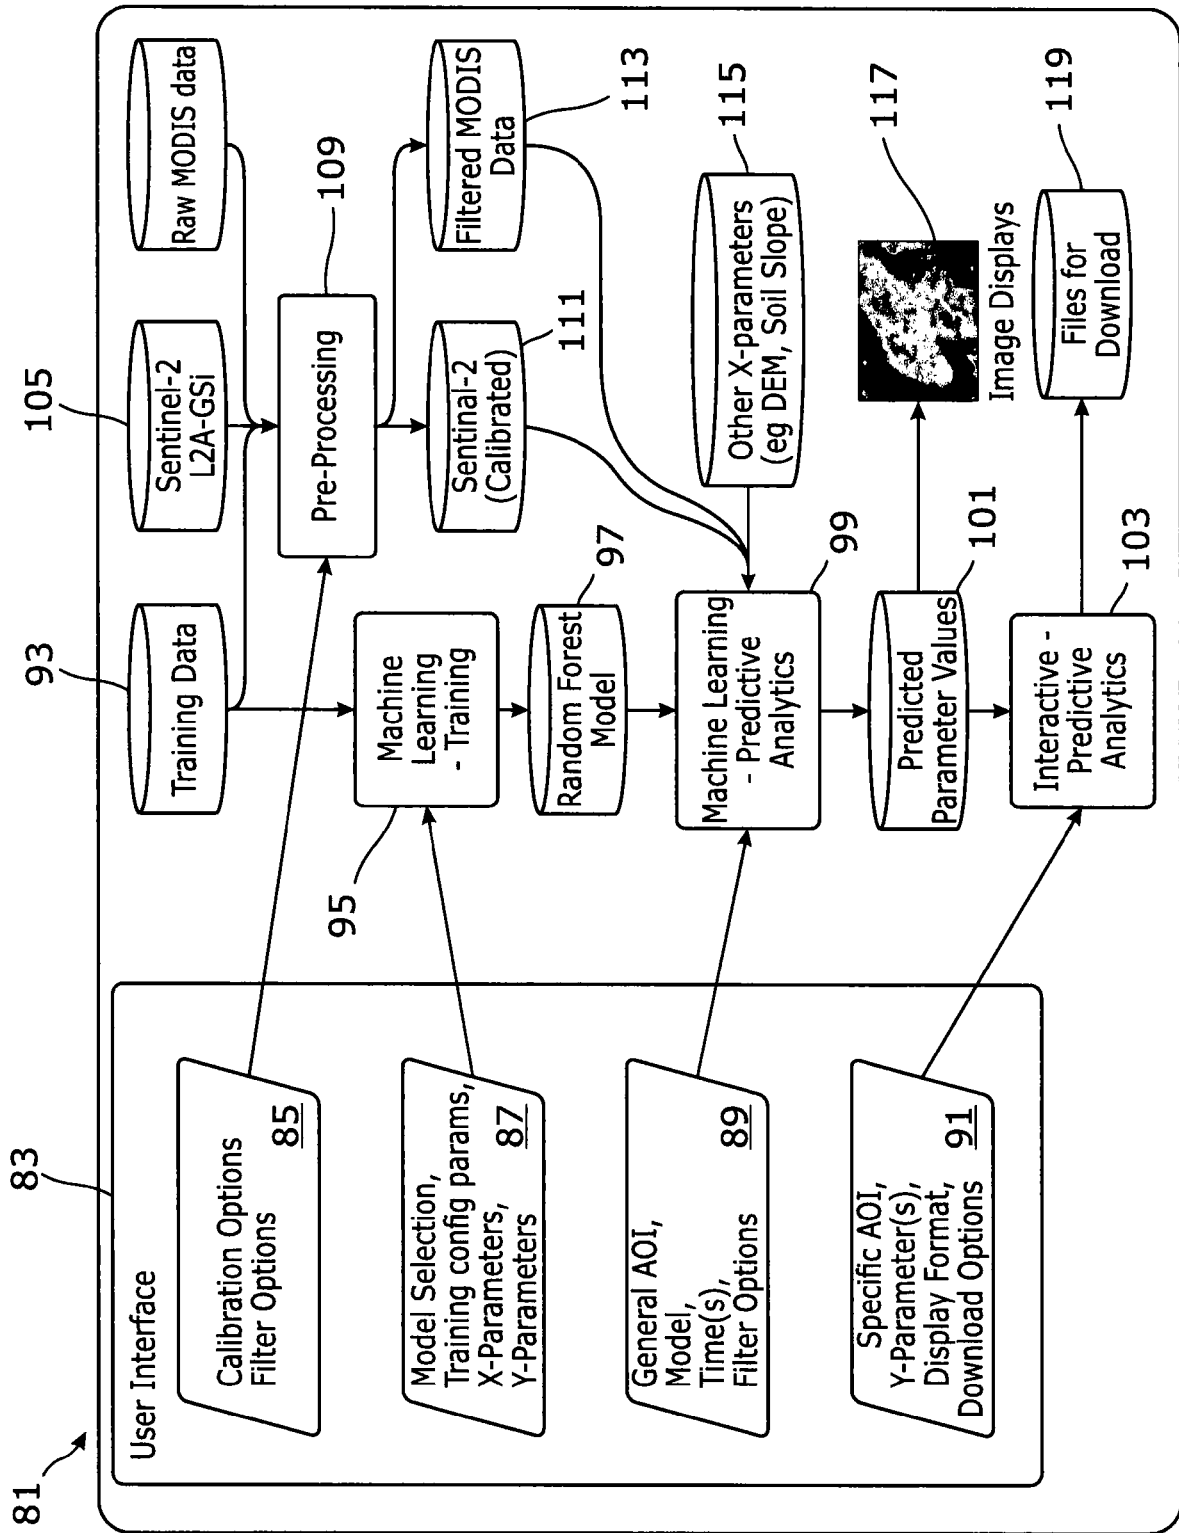 81
83
User Interface
Calibration Options
Filter Options
85
Model Selection,
Training config params,
X-Parameters,
Y-Parameters
87
General AOI,
Model,
Time(s),
Filter Options
89
Specific AOI,
Y-Parameter(s),
Display Format,
Download Options
91
93
Training Data
105
Sentinel-2
L2A-GSi
Raw MODIS data
Pre-Processing
109
95
Machine
Learning
- Training
Sentinal-2
(Calibrated)
111
Filtered MODIS
Data
113
Random Forest
Model
97
Machine Learning
- Predictive
Analytics
99
Other X-parameters
(eg DEM, Soil Slope)
115
Predicted
Parameter Values
101
117
Image Displays
Interactive -
Predictive
Analytics
103
Files for
Download
119